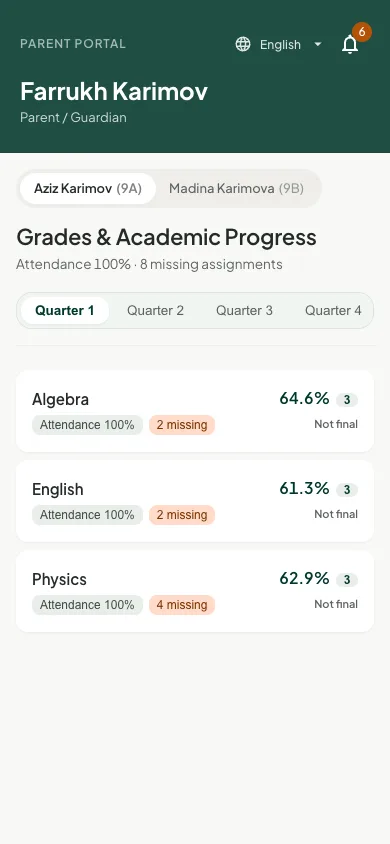 PARENT PORTAL
English
6
Farrukh Karimov
Parent / Guardian
Aziz Karimov (9A)
Madina Karimova (9B)
Grades & Academic Progress
Attendance 100% · 8 missing assignments
Quarter 1
Quarter 2
Quarter 3
Quarter 4
Algebra
64.6% 3
Attendance 100%
2 missing
Not final
English
61.3% 3
Attendance 100%
2 missing
Not final
Physics
62.9% 3
Attendance 100%
4 missing
Not final